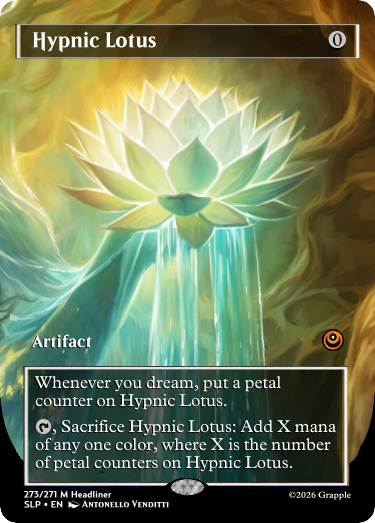 Hypnic Lotus 0
Artifact
Whenever you dream, put a petal
counter on Hypnic Lotus.
, Sacrifice Hypnic Lotus: Add X mana
of any one color, where X is the number
of petal counters on Hypnic Lotus.
273/271 M Headliner
SLP • EN Antonello Venditti ©2026 Grapple